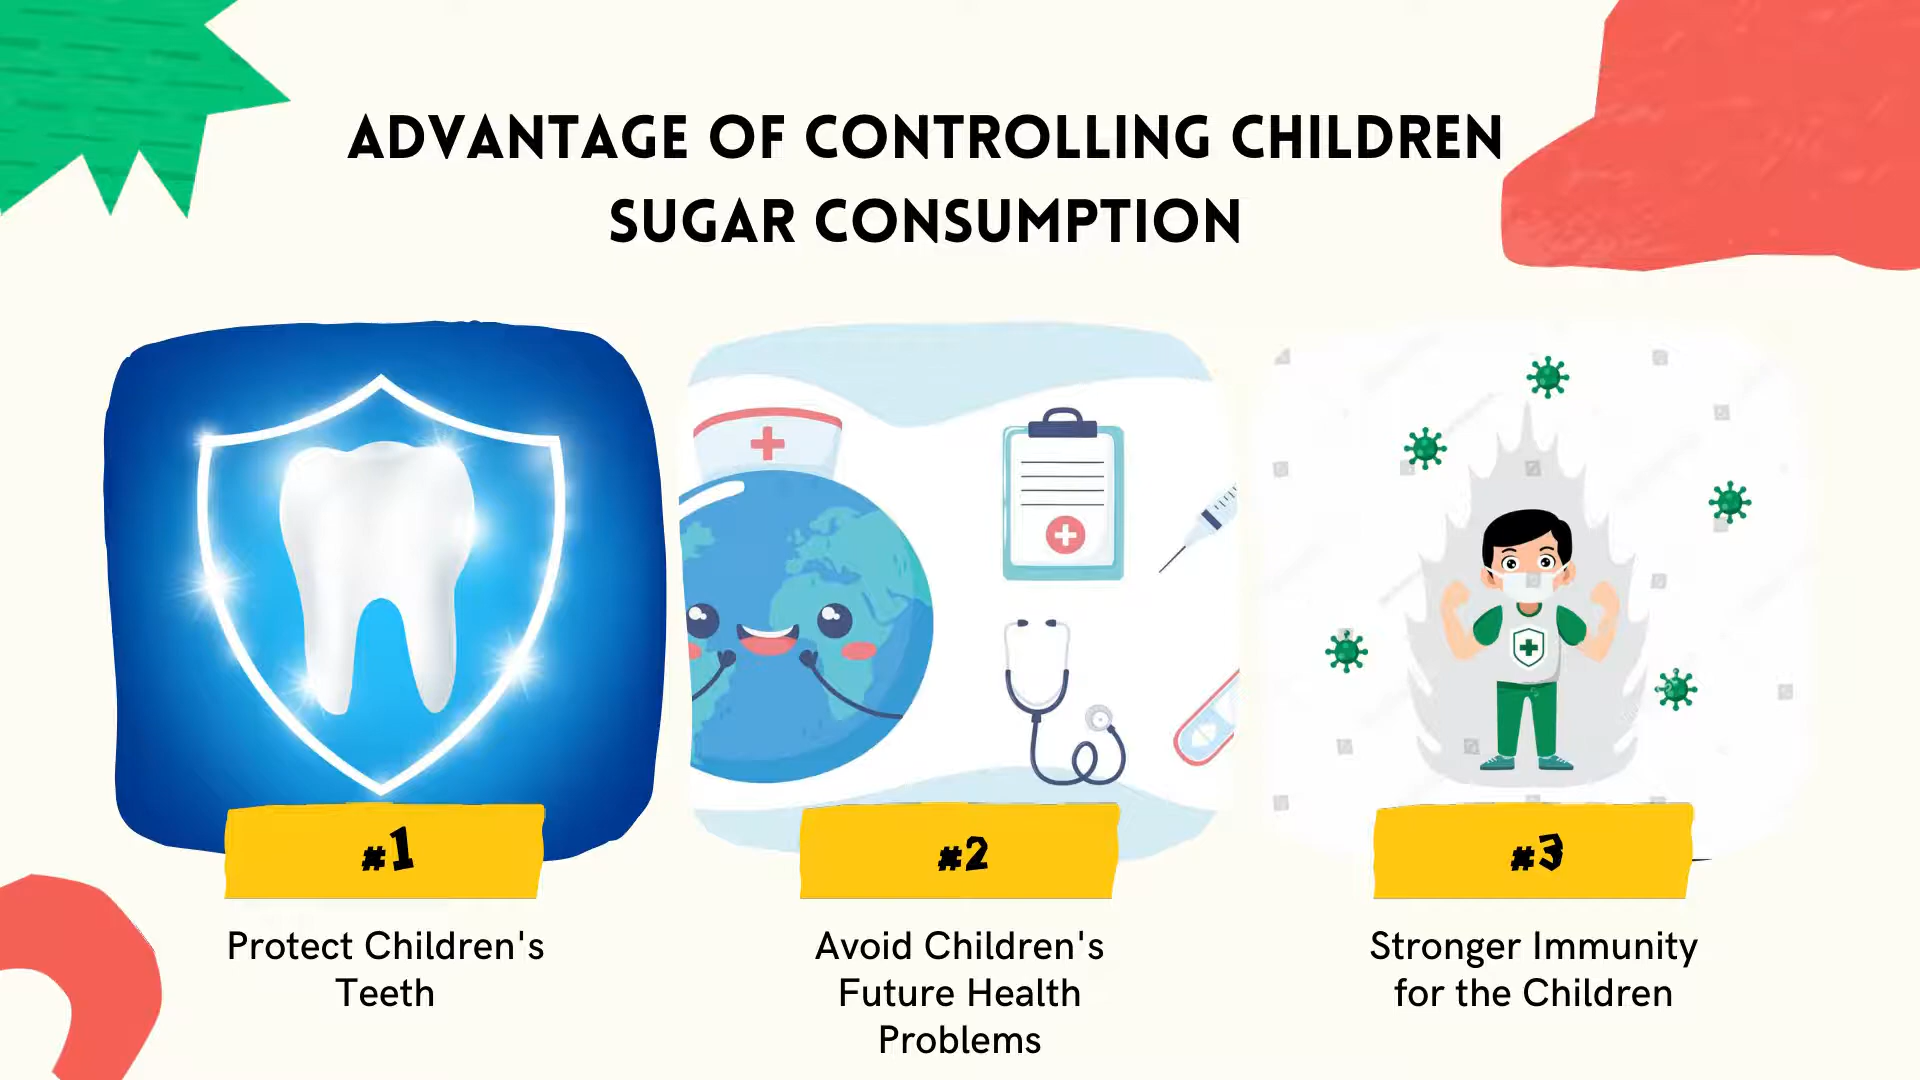 ADVANTAGE OF CONTROLLING CHILDREN
SUGAR CONSUMPTION
#1
Protect Children's
Teeth
#2
Avoid Children's
Future Health
Problems
#3
Stronger Immunity
for the Children